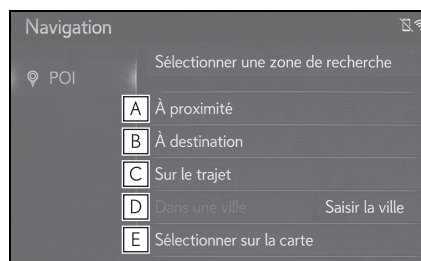 Navigation
POI
Sélectionner une zone de recherche
A À proximité
B À destination
C Sur le trajet
D Dans une ville Saisir la ville
E Sélectionner sur la carte